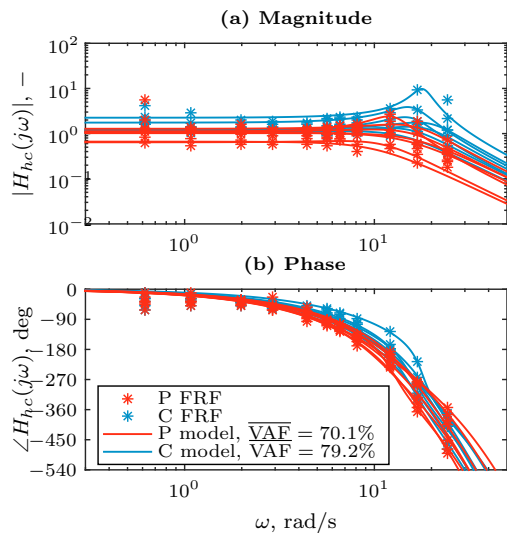 (a) Magnitude
|H_hc(jω)|, −
10^2
10^1
10^0
10^−1
10^−2
10^0
10^1
(b) Phase
∠H_hc(jω), deg
0
−90
−180
−270
−360
−450
−540
P FRF
C FRF
P model, V̅A̅F̅ = 70.1%
C model, V̅A̅F̅ = 79.2%
10^0
10^1
ω, rad/s